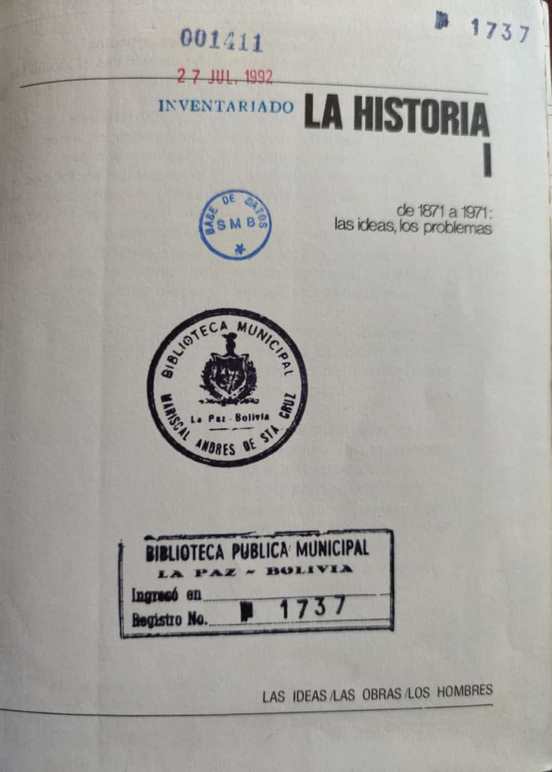 001411
1737
27 JUL. 1992
INVENTARIADO
LA HISTORIA
I
de 1871 a 1971:
las ideas, los problemas
BASE DE DATOS
SMB
BIBLIOTECA MUNICIPAL
La Paz - Bolivia
MARISCAL ANDRES DE STA CRUZ
BIBLIOTECA PUBLICA MUNICIPAL
LA PAZ - BOLIVIA
Ingresó en
Registro No. 1737
LAS IDEAS/LAS OBRAS/LOS HOMBRES